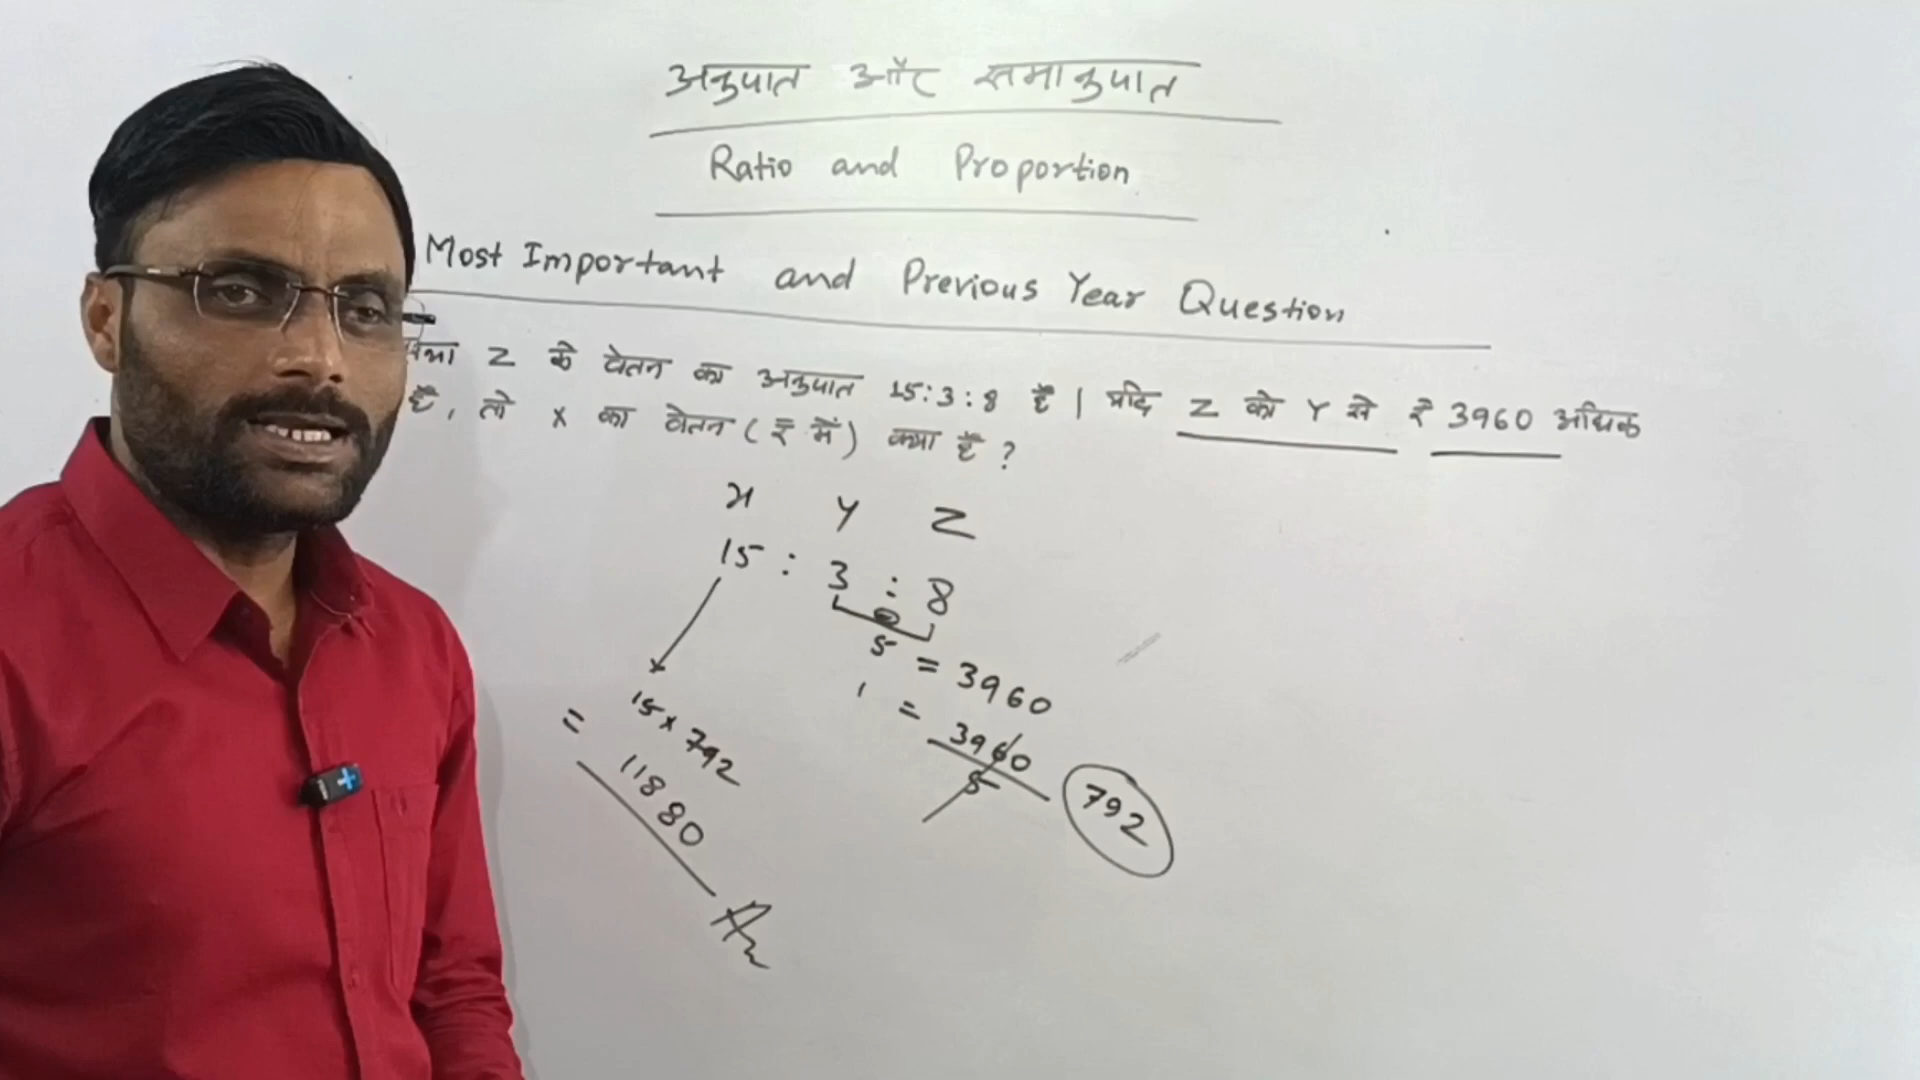 अनुपात और समानुपात
Ratio and Proportion
Most Important and Previous Year Question
Z के वेतन का अनुपात 15:3:8 है | यदि Z को Y से ₹ 3960 अधिक
है, तो X का वेतन (₹ में) क्या है ?
x Y Z
15 : 3 : 8
5 = 3960
1 = 3960/5 792
15 x 792
= 11880